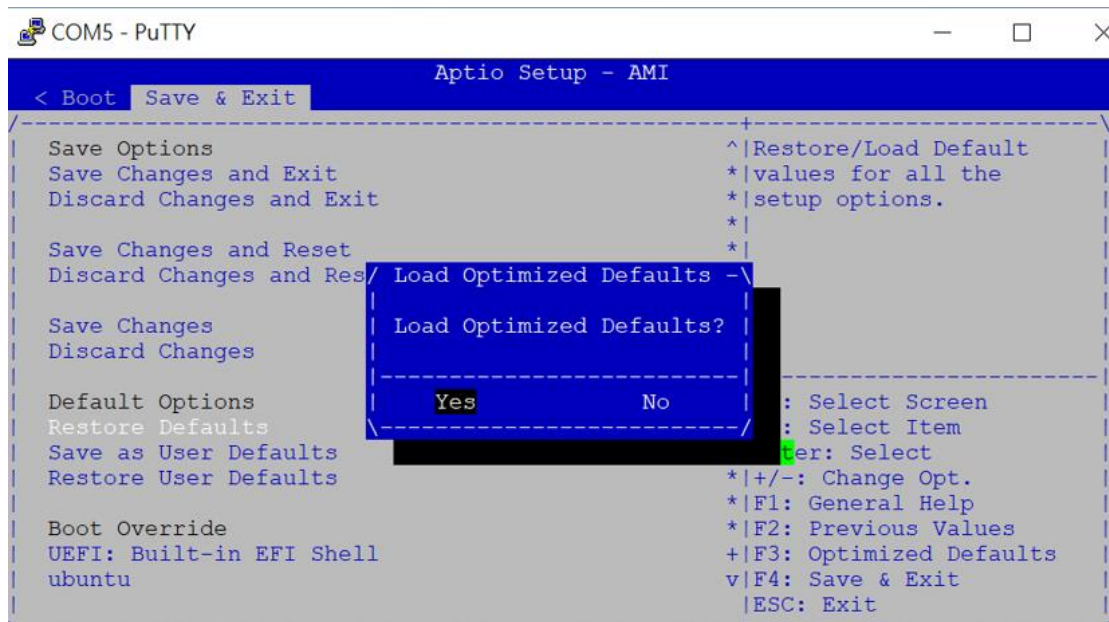 COM5 - PuTTY
Aptio Setup - AMI
< Boot Save & Exit
Save Options
Save Changes and Exit
Discard Changes and Exit
Save Changes and Reset
Discard Changes and Res
Save Changes
Discard Changes
Default Options
Restore Defaults
Save as User Defaults
Restore User Defaults
Boot Override
UEFI: Built-in EFI Shell
ubuntu
Load Optimized Defaults
Load Optimized Defaults?
Yes No
Restore/Load Default
values for all the
setup options.
: Select Screen
: Select Item
ter: Select
+/-: Change Opt.
F1: General Help
F2: Previous Values
F3: Optimized Defaults
F4: Save & Exit
ESC: Exit